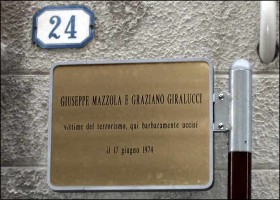 24
GIUSEPPE MAZZOLA E GRAZIANO GIRALUCCI
vittime del terrorismo, qui barbaramente uccisi
il 17 giugno 1974